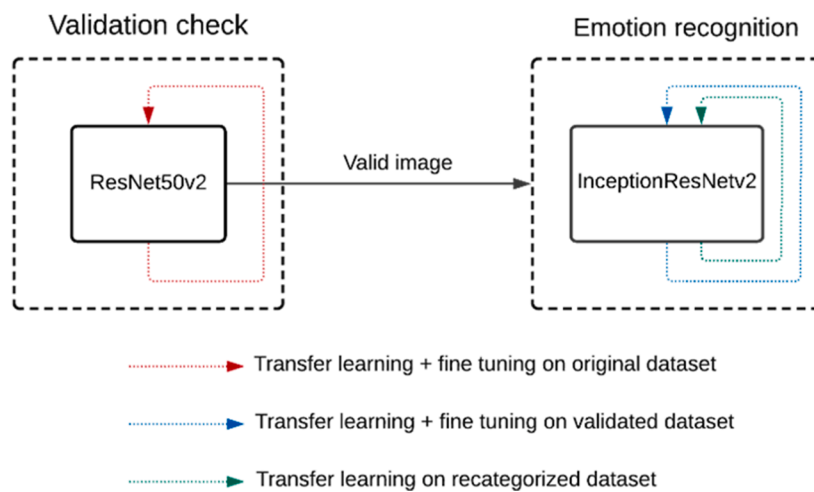 Validation check
Emotion recognition
ResNet50v2
Valid image
InceptionResNetv2
Transfer learning + fine tuning on original dataset
Transfer learning + fine tuning on validated dataset
Transfer learning on recategorized dataset